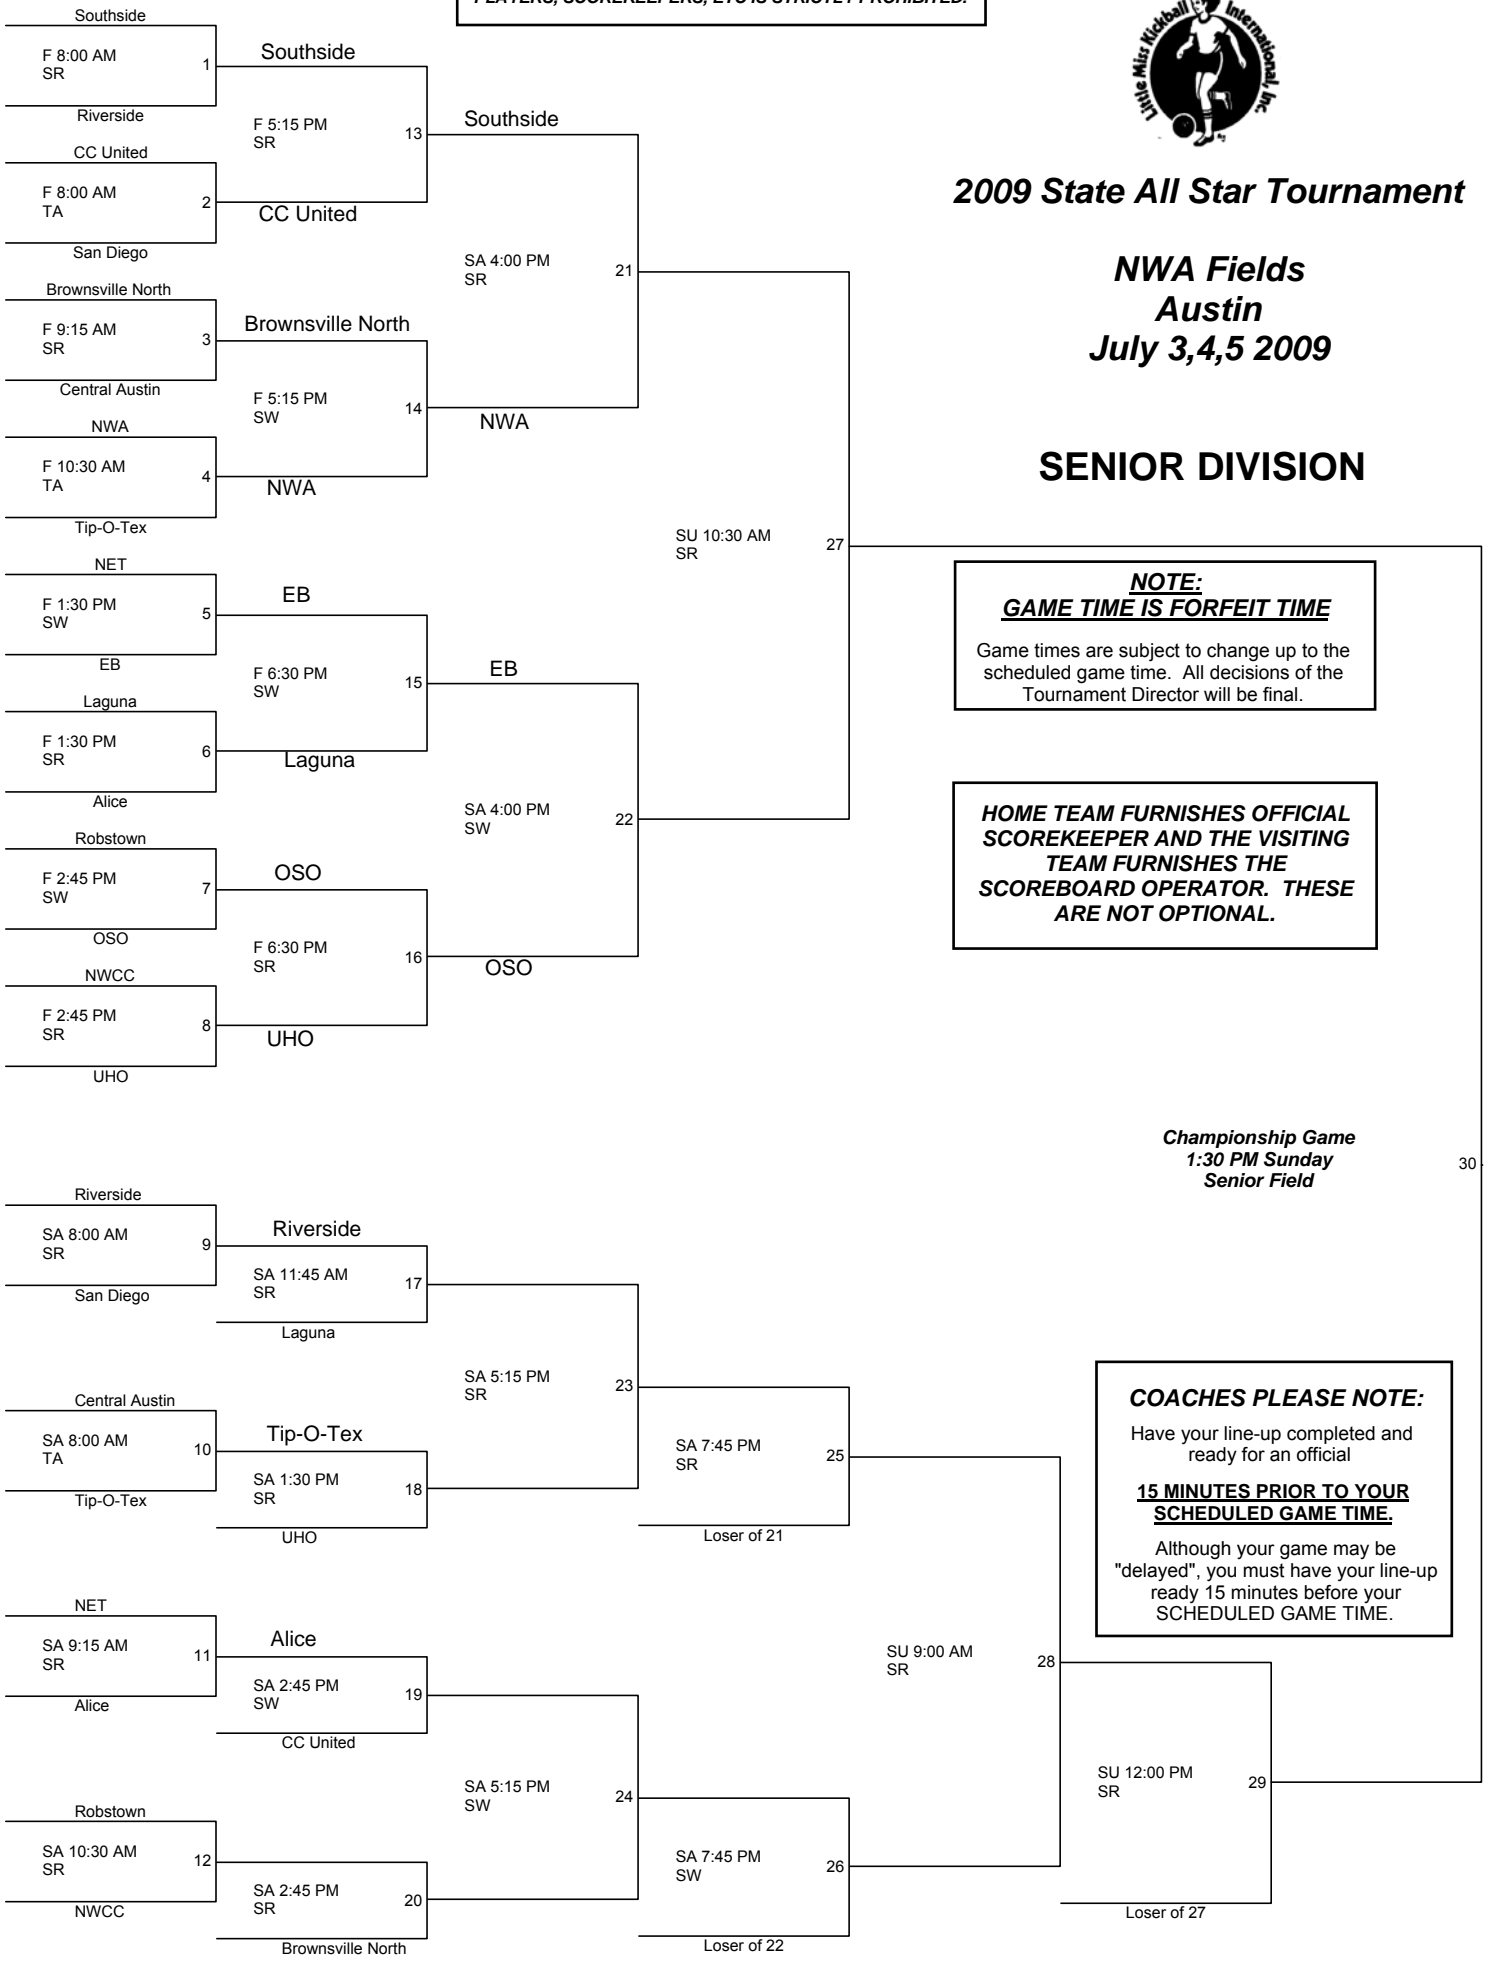 PLAYERS, SCOREKEEPERS, ETC IS STRICTLY PROHIBITED.
Little Miss Kickball International, Inc.
2009 State All Star Tournament
NWA Fields
Austin
July 3,4,5 2009
SENIOR DIVISION
Southside
F 8:00 AM
SR
1
Riverside
Southside
CC United
F 8:00 AM
TA
2
San Diego
F 5:15 PM
SR
13
CC United
Southside
Brownsville North
F 9:15 AM
SR
3
Central Austin
Brownsville North
NWA
F 10:30 AM
TA
4
Tip-O-Tex
F 5:15 PM
SW
14
NWA
NWA
SA 4:00 PM
SR
21
NET
F 1:30 PM
SW
5
EB
EB
Laguna
F 1:30 PM
SR
6
Alice
F 6:30 PM
SW
15
Laguna
EB
Robstown
F 2:45 PM
SW
7
OSO
OSO
NWCC
F 2:45 PM
SR
8
UHO
F 6:30 PM
SR
16
UHO
OSO
SA 4:00 PM
SW
22
SU 10:30 AM
SR
27
NOTE:
GAME TIME IS FORFEIT TIME
Game times are subject to change up to the
scheduled game time. All decisions of the
Tournament Director will be final.
HOME TEAM FURNISHES OFFICIAL
SCOREKEEPER AND THE VISITING
TEAM FURNISHES THE
SCOREBOARD OPERATOR. THESE
ARE NOT OPTIONAL.
Championship Game
1:30 PM Sunday
Senior Field
30
Riverside
SA 8:00 AM
SR
9
San Diego
Riverside
SA 11:45 AM
SR
17
Laguna
Central Austin
SA 8:00 AM
TA
10
Tip-O-Tex
Tip-O-Tex
SA 1:30 PM
SR
18
UHO
SA 5:15 PM
SR
23
SA 7:45 PM
SR
25
Loser of 21
COACHES PLEASE NOTE:
Have your line-up completed and
ready for an official
15 MINUTES PRIOR TO YOUR
SCHEDULED GAME TIME.
Although your game may be
"delayed", you must have your line-up
ready 15 minutes before your
SCHEDULED GAME TIME.
NET
SA 9:15 AM
SR
11
Alice
Alice
SA 2:45 PM
SW
19
CC United
Robstown
SA 10:30 AM
SR
12
NWCC
SA 2:45 PM
SR
20
Brownsville North
SA 5:15 PM
SW
24
SA 7:45 PM
SW
26
Loser of 22
SU 9:00 AM
SR
28
SU 12:00 PM
SR
29
Loser of 27